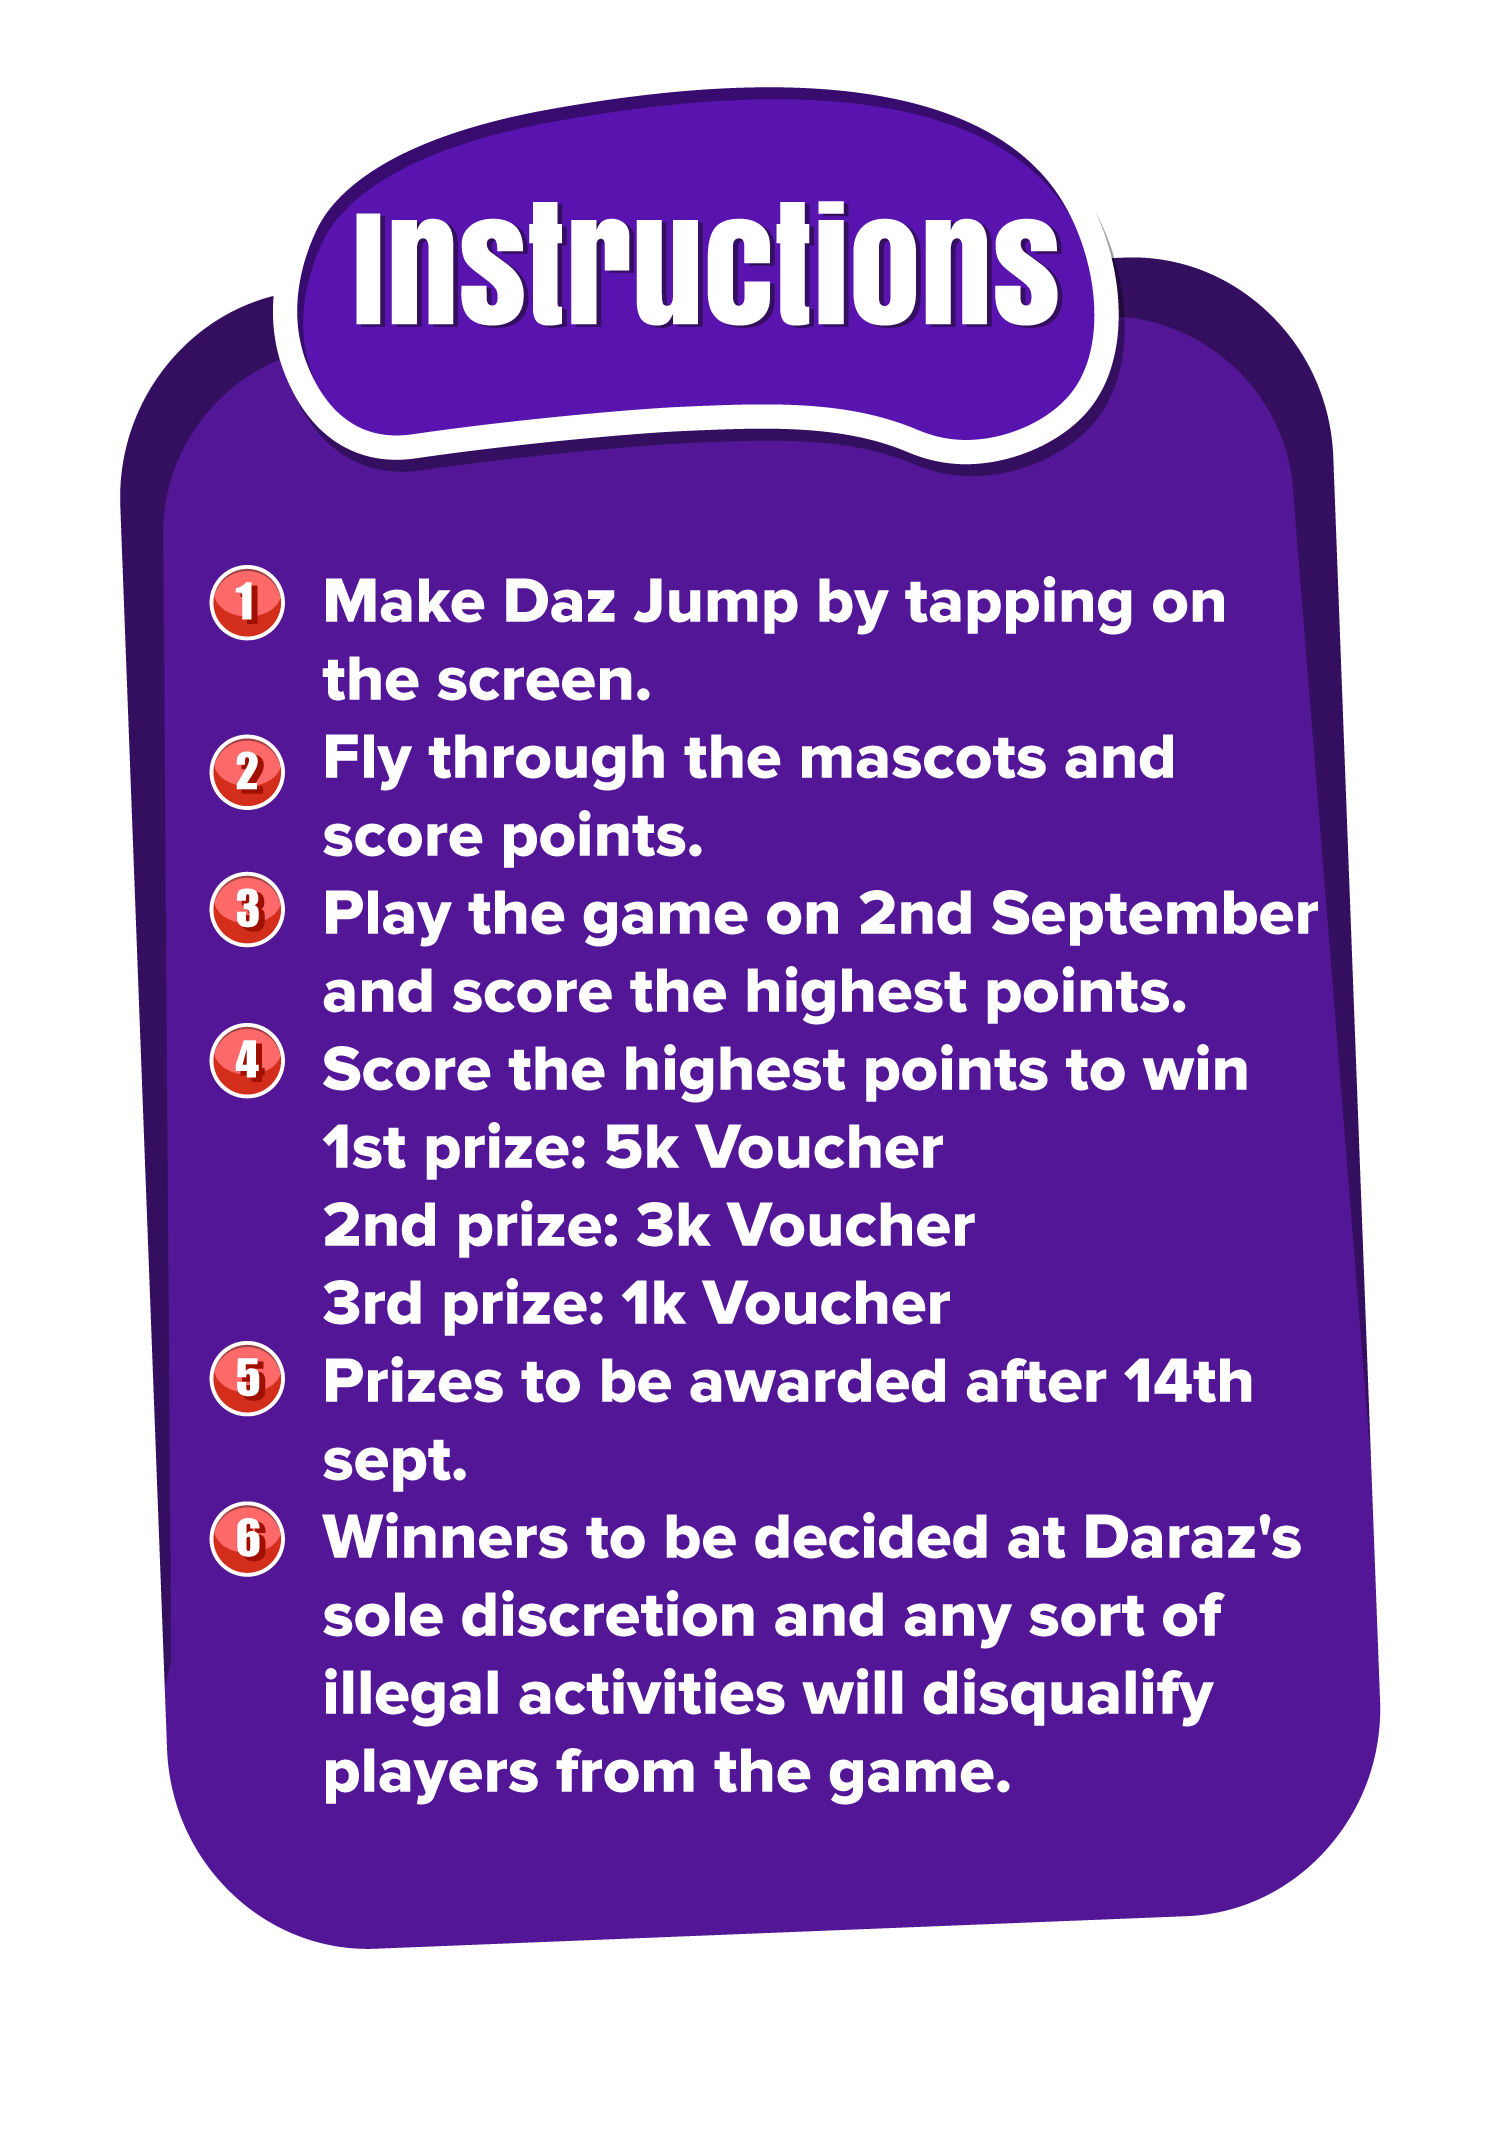 Instructions
1 Make Daz Jump by tapping on
the screen.
2 Fly through the mascots and
score points.
3 Play the game on 2nd September
and score the highest points.
4 Score the highest points to win
1st prize: 5k Voucher
2nd prize: 3k Voucher
3rd prize: 1k Voucher
5 Prizes to be awarded after 14th
sept.
6 Winners to be decided at Daraz's
sole discretion and any sort of
illegal activities will disqualify
players from the game.